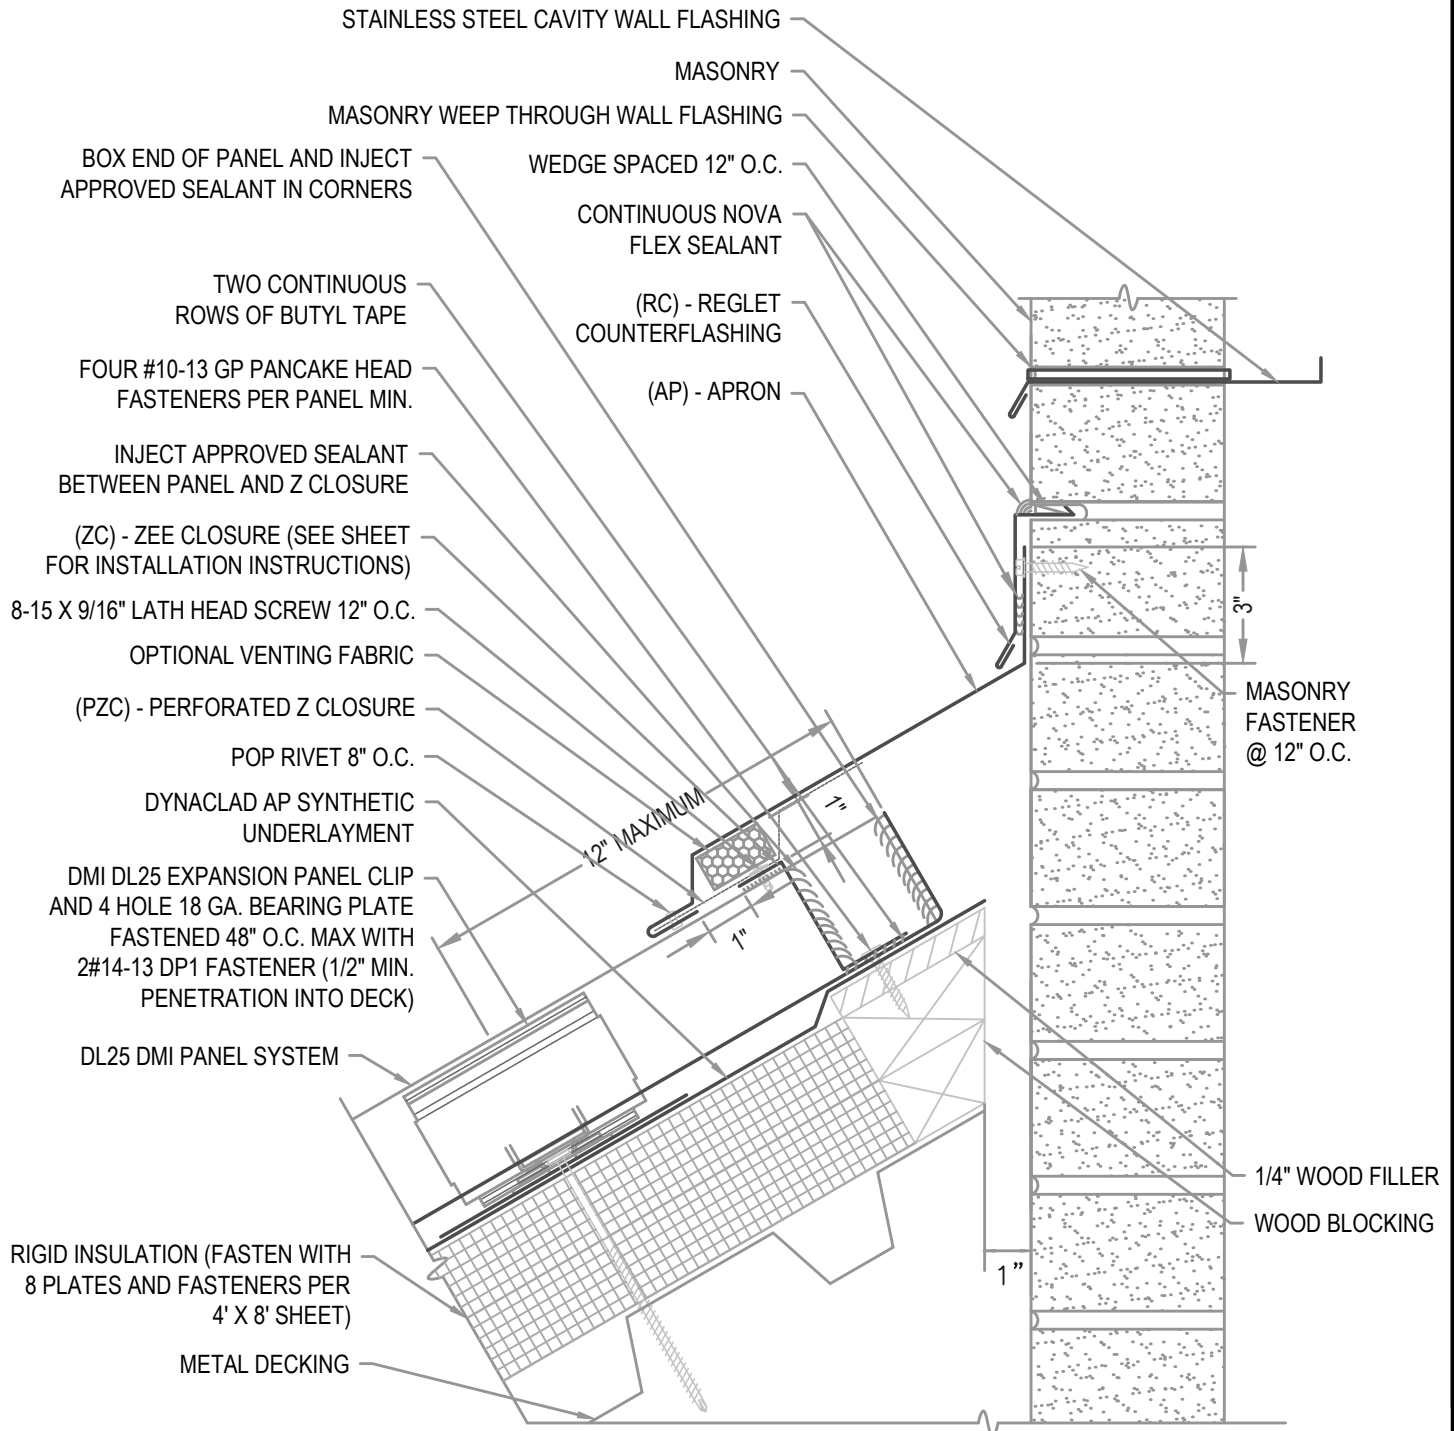 STAINLESS STEEL CAVITY WALL FLASHING
MASONRY
MASONRY WEEP THROUGH WALL FLASHING
BOX END OF PANEL AND INJECT
APPROVED SEALANT IN CORNERS
WEDGE SPACED 12" O.C.
CONTINUOUS NOVA
FLEX SEALANT
TWO CONTINUOUS
ROWS OF BUTYL TAPE
(RC) - REGLET
COUNTERFLASHING
FOUR #10-13 GP PANCAKE HEAD
FASTENERS PER PANEL MIN.
(AP) - APRON
INJECT APPROVED SEALANT
BETWEEN PANEL AND Z CLOSURE
(ZC) - ZEE CLOSURE (SEE SHEET
FOR INSTALLATION INSTRUCTIONS)
8-15 X 9/16" LATH HEAD SCREW 12" O.C.
OPTIONAL VENTING FABRIC
(PZC) - PERFORATED Z CLOSURE
POP RIVET 8" O.C.
DYNACLAD AP SYNTHETIC
UNDERLAYMENT
DMI DL25 EXPANSION PANEL CLIP
AND 4 HOLE 18 GA. BEARING PLATE
FASTENED 48" O.C. MAX WITH
2#14-13 DP1 FASTENER (1/2" MIN.
PENETRATION INTO DECK)
DL25 DMI PANEL SYSTEM
RIGID INSULATION (FASTEN WITH
8 PLATES AND FASTENERS PER
4' X 8' SHEET)
METAL DECKING
12" MAXIMUM
1"
1"
3"
MASONRY
FASTENER
@ 12" O.C.
1/4" WOOD FILLER
WOOD BLOCKING
1"